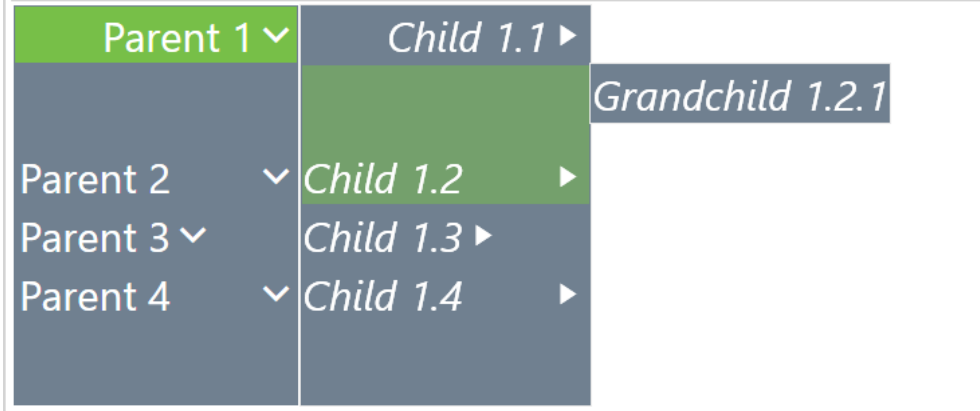 Parent 1 Child 1.1
Grandchild 1.2.1
Parent 2 Child 1.2
Parent 3 Child 1.3
Parent 4 Child 1.4